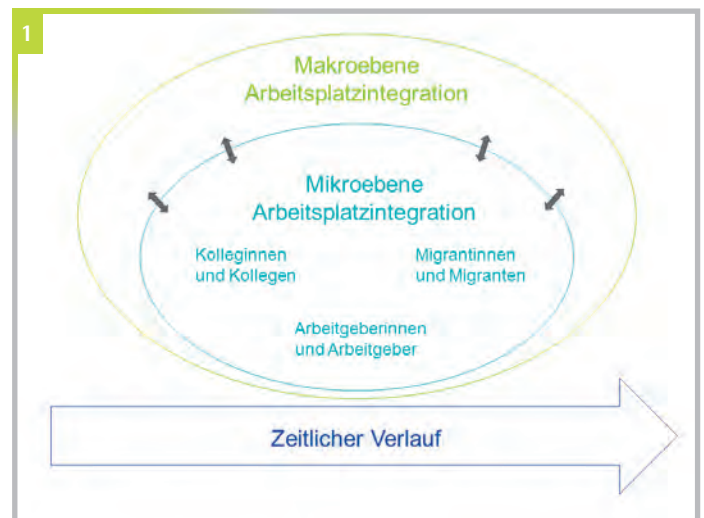 1
Makroebene
Arbeitsplatzintegration
Mikroebene
Arbeitsplatzintegration
Kolleginnen
und Kollegen
Migrantinnen
und Migranten
Arbeitgeberinnen
und Arbeitgeber
Zeitlicher Verlauf